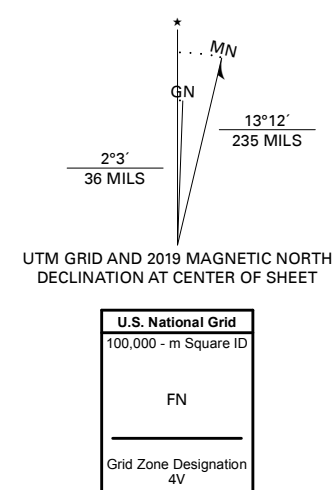 ★
MN
GN
13°12´
235 MILS
2°3´
36 MILS
UTM GRID AND 2019 MAGNETIC NORTH
DECLINATION AT CENTER OF SHEET
U.S. National Grid
100,000 - m Square ID
FN
Grid Zone Designation
4V